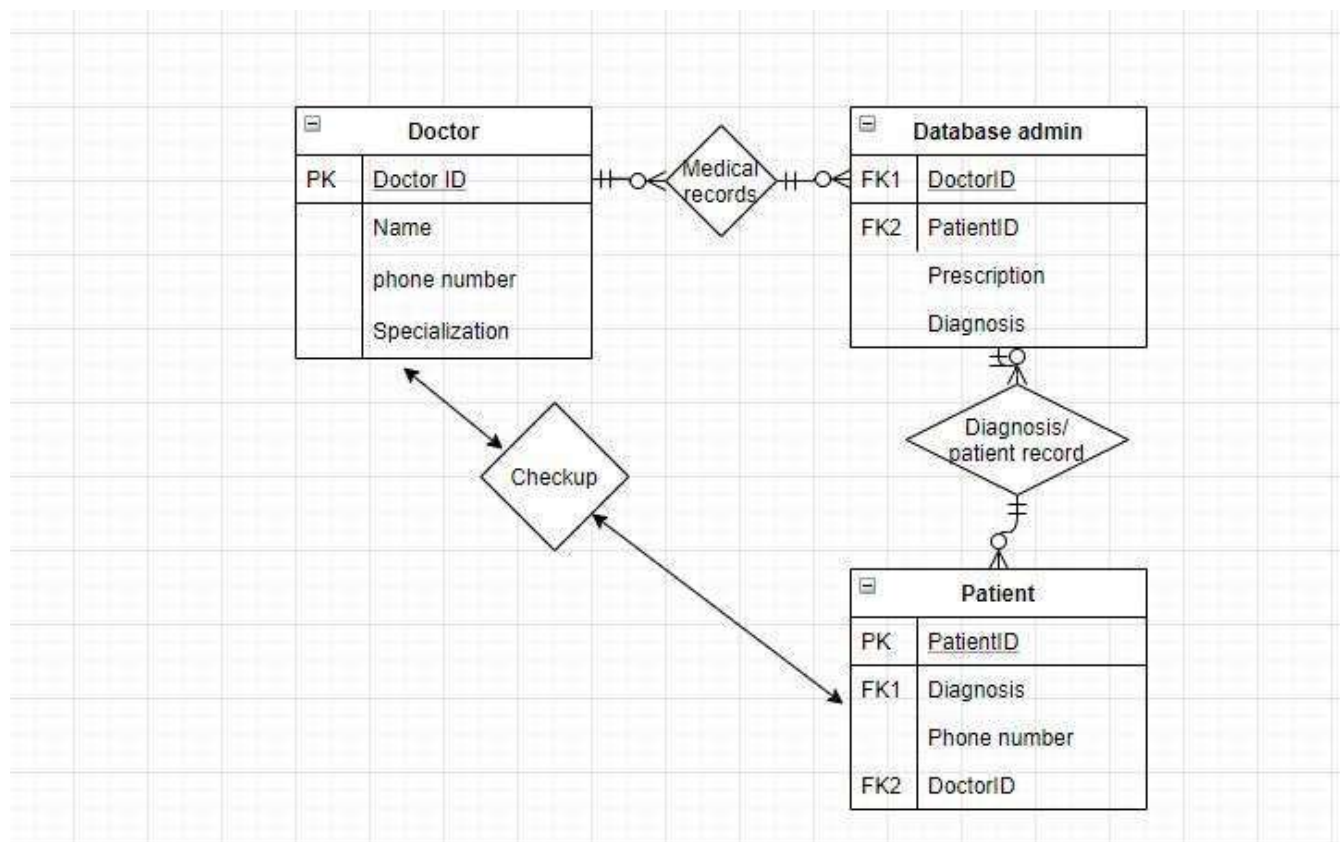 Doctor
PK Doctor ID
Name
phone number
Specialization
Medical
records
Database admin
FK1 DoctorID
FK2 PatientID
Prescription
Diagnosis
Checkup
Diagnosis/
patient record
Patient
PK PatientID
FK1 Diagnosis
Phone number
FK2 DoctorID